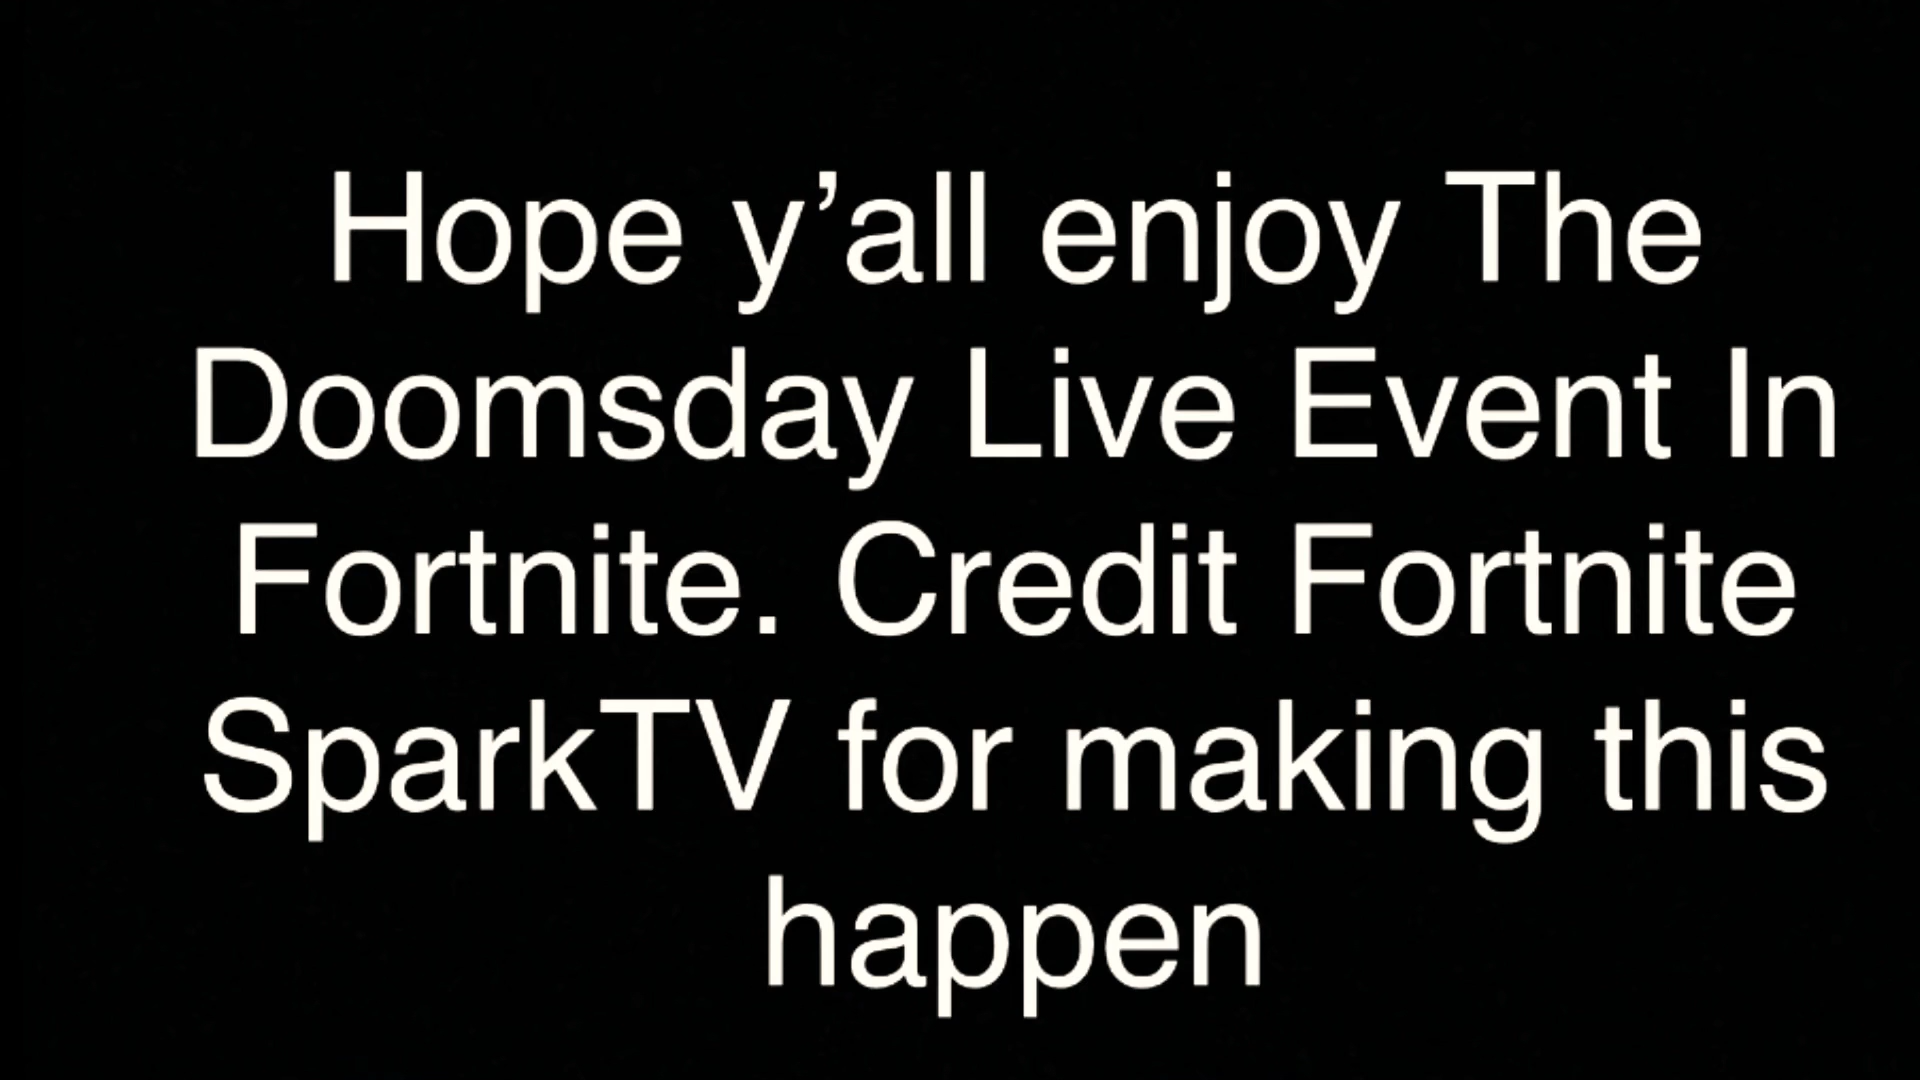 Hope y’all enjoy The
Doomsday Live Event In
Fortnite. Credit Fortnite
SparkTV for making this
happen